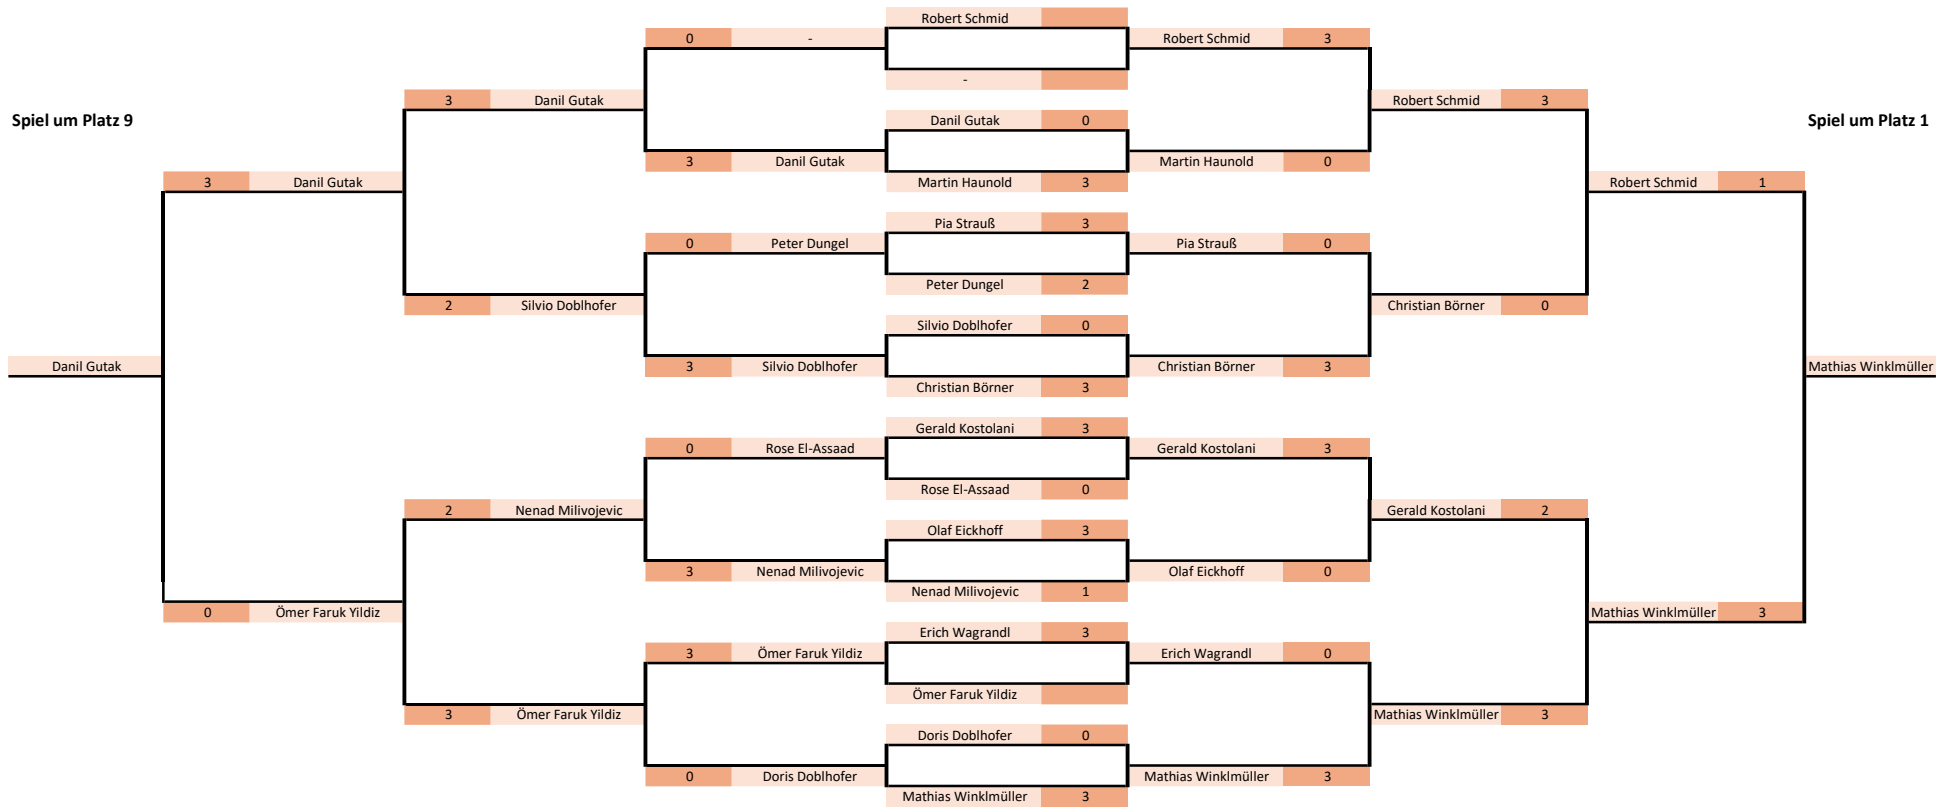 Robert Schmid
0 - Robert Schmid 3
-
3 Danil Gutak Danil Gutak 0 Robert Schmid 3
Spiel um Platz 9 Spiel um Platz 1
3 Danil Gutak Martin Haunold 0
3 Danil Gutak Martin Haunold 3 Robert Schmid 1
Pia Strauß 3
0 Peter Dungel Pia Strauß 0
Peter Dungel 2
2 Silvio Doblhofer Christian Börner 0
Silvio Doblhofer 0
Danil Gutak 3 Silvio Doblhofer Christian Börner 3 Mathias Winklmüller
Christian Börner 3
Gerald Kostolani 3
0 Rose El-Assaad Gerald Kostolani 3
Rose El-Assaad 0
2 Nenad Milivojevic Gerald Kostolani 2
Olaf Eickhoff 3
3 Nenad Milivojevic Olaf Eickhoff 0
Nenad Milivojevic 1
0 Ömer Faruk Yildiz Mathias Winklmüller 3
Erich Wagrandl 3
3 Ömer Faruk Yildiz Erich Wagrandl 0
Ömer Faruk Yildiz
3 Ömer Faruk Yildiz Mathias Winklmüller 3
Doris Doblhofer 0
0 Doris Doblhofer Mathias Winklmüller 3
Mathias Winklmüller 3